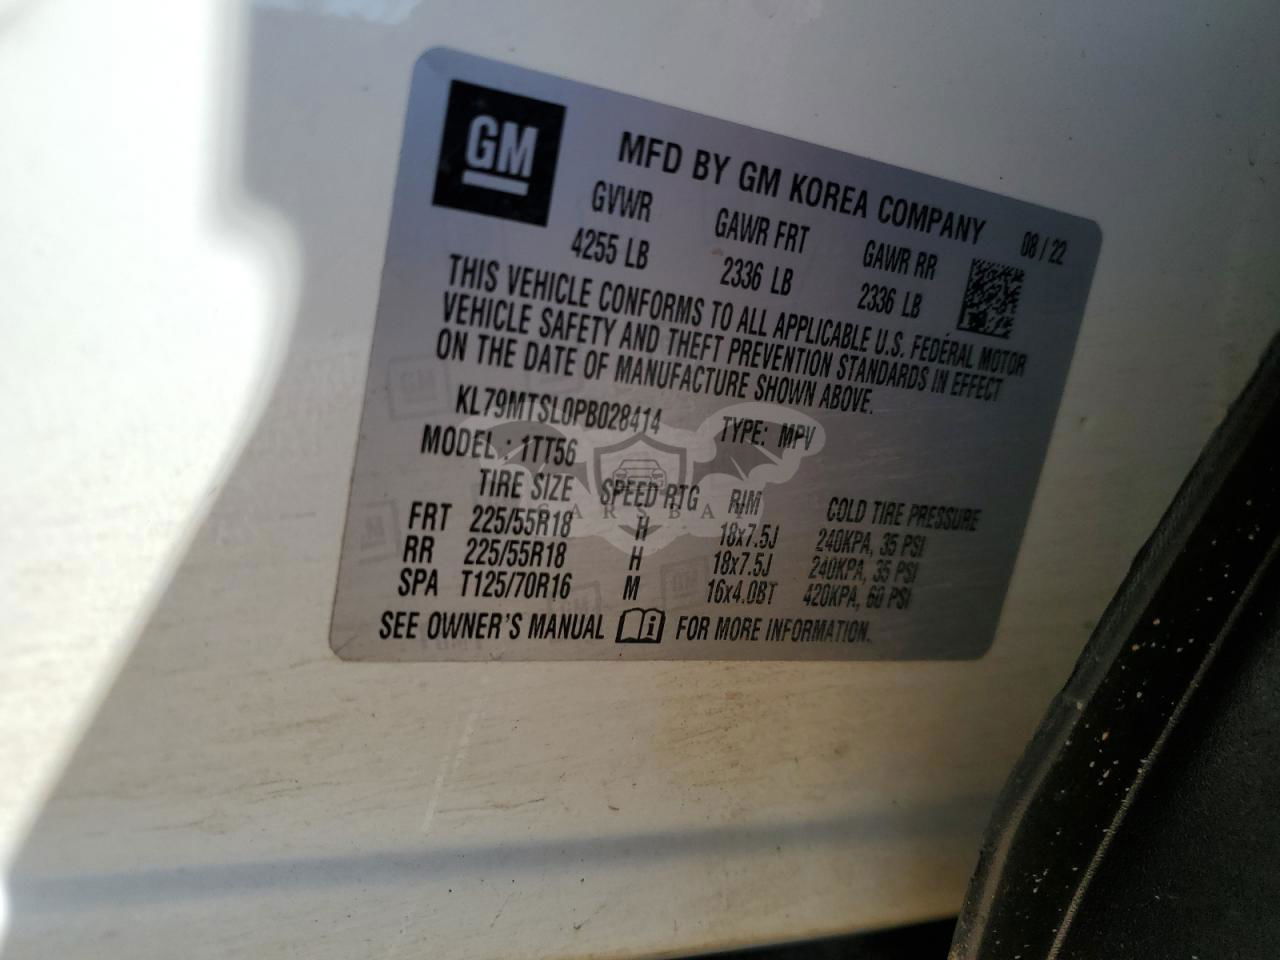 GM
MFD BY GM KOREA COMPANY
08 / 22
GVWR GAWR FRT GAWR RR
4255 LB 2336 LB 2336 LB
THIS VEHICLE CONFORMS TO ALL APPLICABLE U.S. FEDERAL MOTOR
VEHICLE SAFETY AND THEFT PREVENTION STANDARDS IN EFFECT
ON THE DATE OF MANUFACTURE SHOWN ABOVE.
KL79MTSL0PB028414 TYPE: MPV
MODEL : 1TT56
TIRE SIZE SPEED RTG RIM COLD TIRE PRESSURE
FRT 225/55R18 H 18x7.5J 240KPA, 35 PSI
RR 225/55R18 H 18x7.5J 240KPA, 35 PSI
SPA T125/70R16 M 16x4.0BT 420KPA, 60 PSI
SEE OWNER'S MANUAL i FOR MORE INFORMATION.
CARSBAT